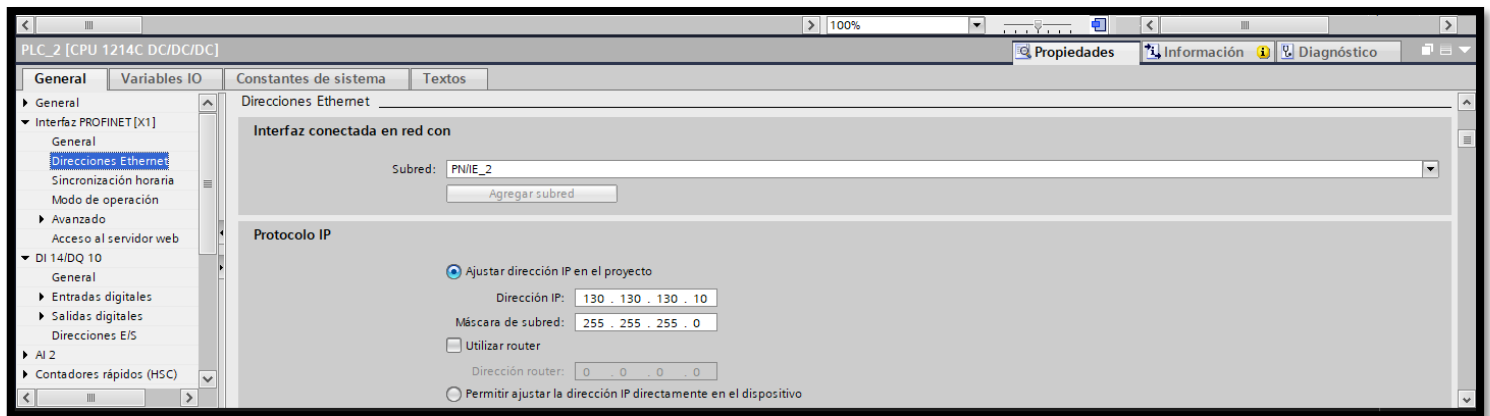 100%
PLC_2 [CPU 1214C DC/DC/DC]
Propiedades
Información
Diagnóstico
General
Variables IO
Constantes de sistema
Textos
General
Interfaz PROFINET [X1]
General
Direcciones Ethernet
Sincronización horaria
Modo de operación
Avanzado
Acceso al servidor web
DI 14/DQ 10
General
Entradas digitales
Salidas digitales
Direcciones E/S
AI 2
Contadores rápidos (HSC)
Direcciones Ethernet
Interfaz conectada en red con
Subred: PN/IE_2
Agregar subred
Protocolo IP
Ajustar dirección IP en el proyecto
Dirección IP: 130 . 130 . 130 . 10
Máscara de subred: 255 . 255 . 255 . 0
Utilizar router
Dirección router: 0 . 0 . 0 . 0
Permitir ajustar la dirección IP directamente en el dispositivo